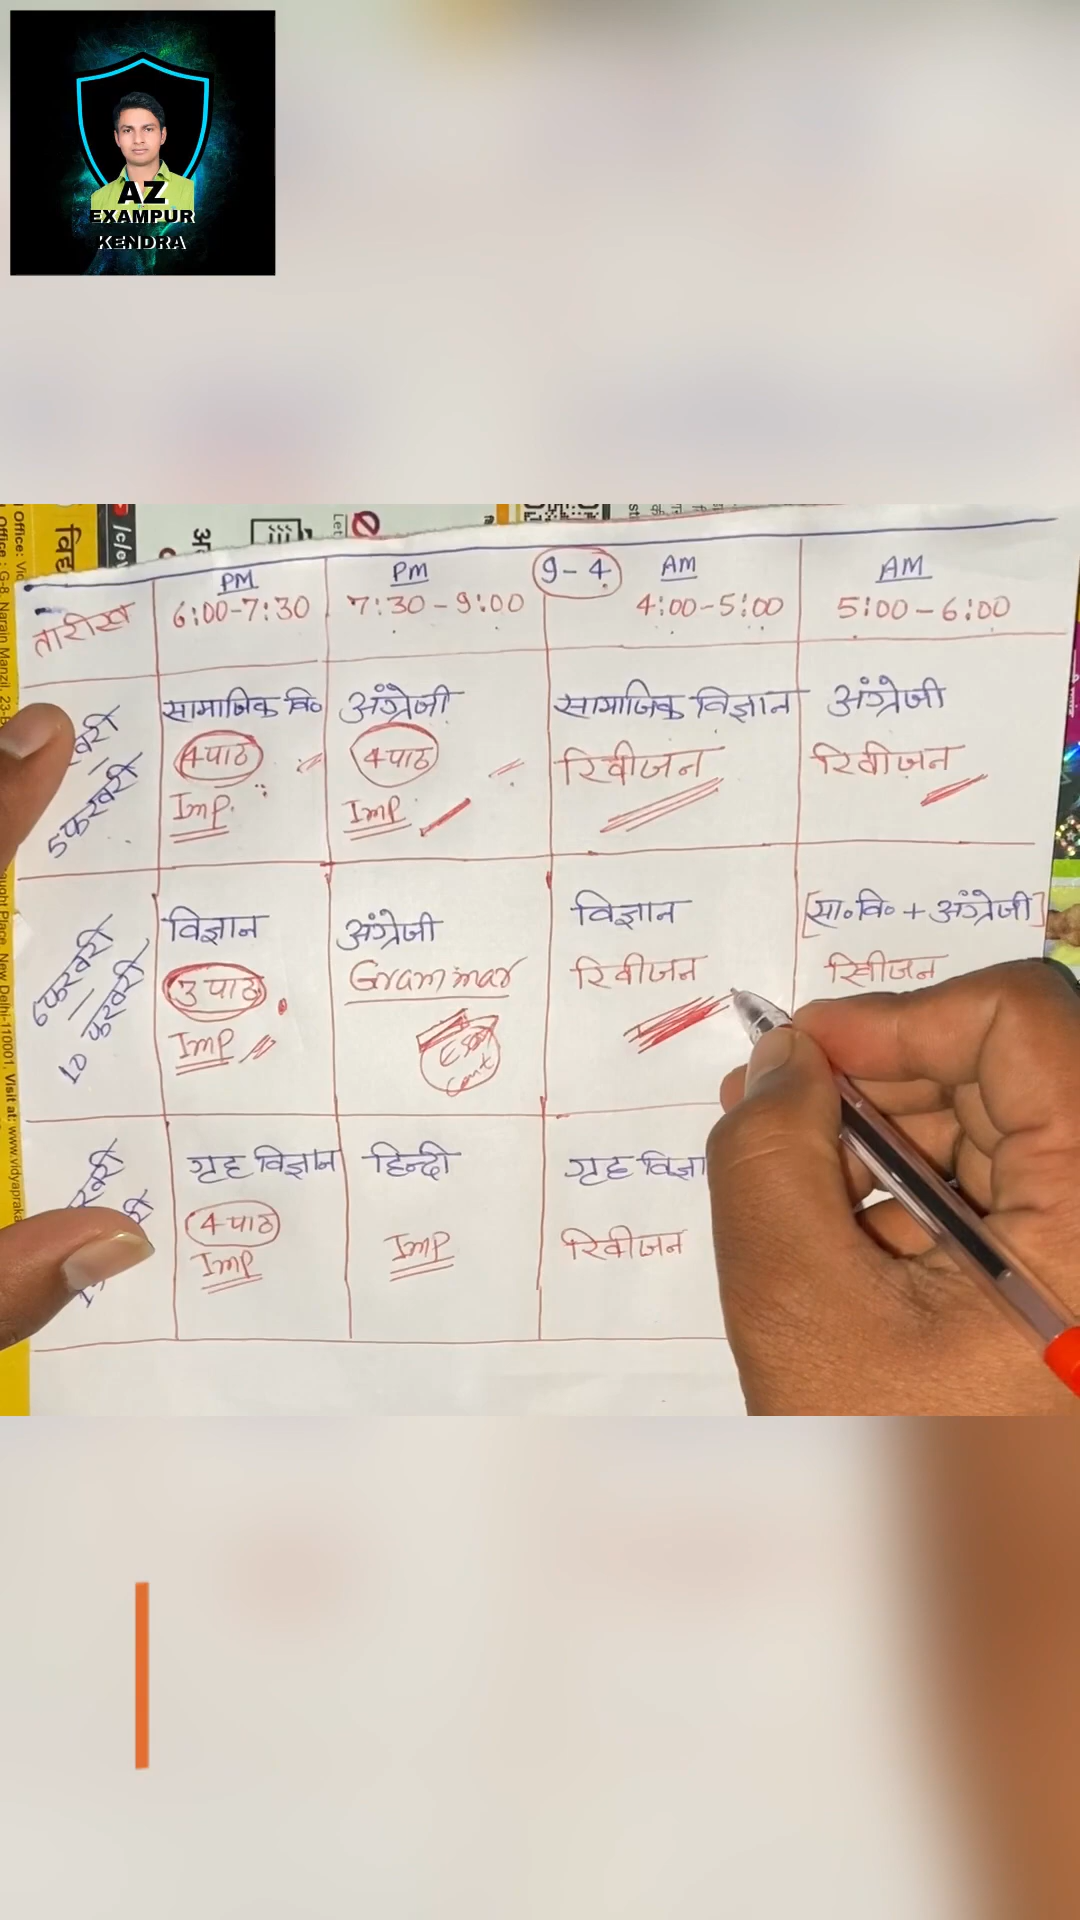 AZ
EXAMPUR
KENDRA
PM
PM
9-4
AM
AM
तारीख
6:00-7:30
7:30-9:00
4:00-5:00
5:00-6:00
5 फरवरी
सामाजिक वि०
4 पाठ
Imp.
अंग्रेजी
4 पाठ
Imp
सामाजिक विज्ञान
रिवीजन
अंग्रेजी
रिवीजन
6 फरवरी
10 फरवरी
विज्ञान
3 पाठ
Imp
अंग्रेजी
Grammar
विज्ञान
रिवीजन
[सा०वि० + अंग्रेजी]
रिवीजन
गृह विज्ञान
4 पाठ
Imp
हिन्दी
Imp
गृह विज्ञा
रिवीजन